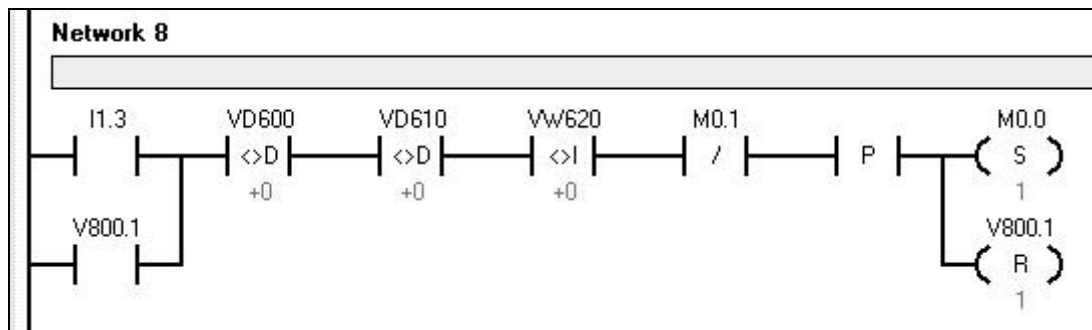 Network 8
I1.3 VD600 VD610 VW620 M0.1 M0.0
<>D <>D <>I / P S
+0 +0 +0 1
V800.1 V800.1
R
1